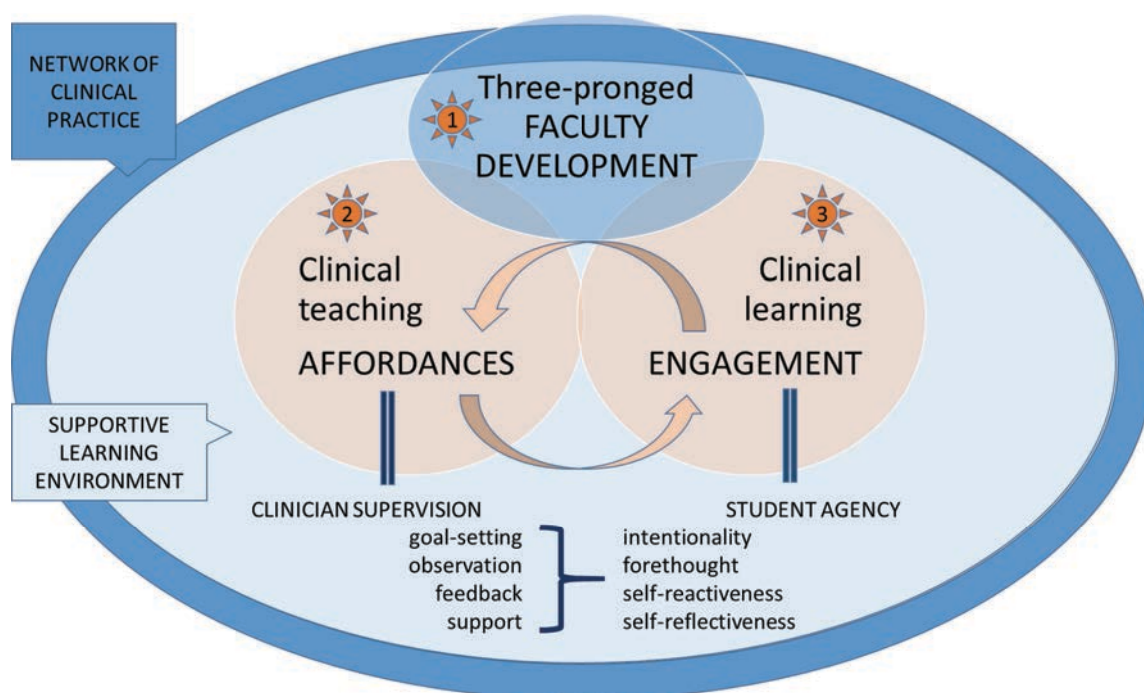 NETWORK OF
CLINICAL
PRACTICE
Three-pronged
1
FACULTY
DEVELOPMENT
2
3
Clinical
teaching
Clinical
learning
AFFORDANCES
ENGAGEMENT
SUPPORTIVE
LEARNING
ENVIRONMENT
CLINICIAN SUPERVISION
goal-setting
observation
feedback
support
STUDENT AGENCY
intentionality
forethought
self-reactiveness
self-reflectiveness